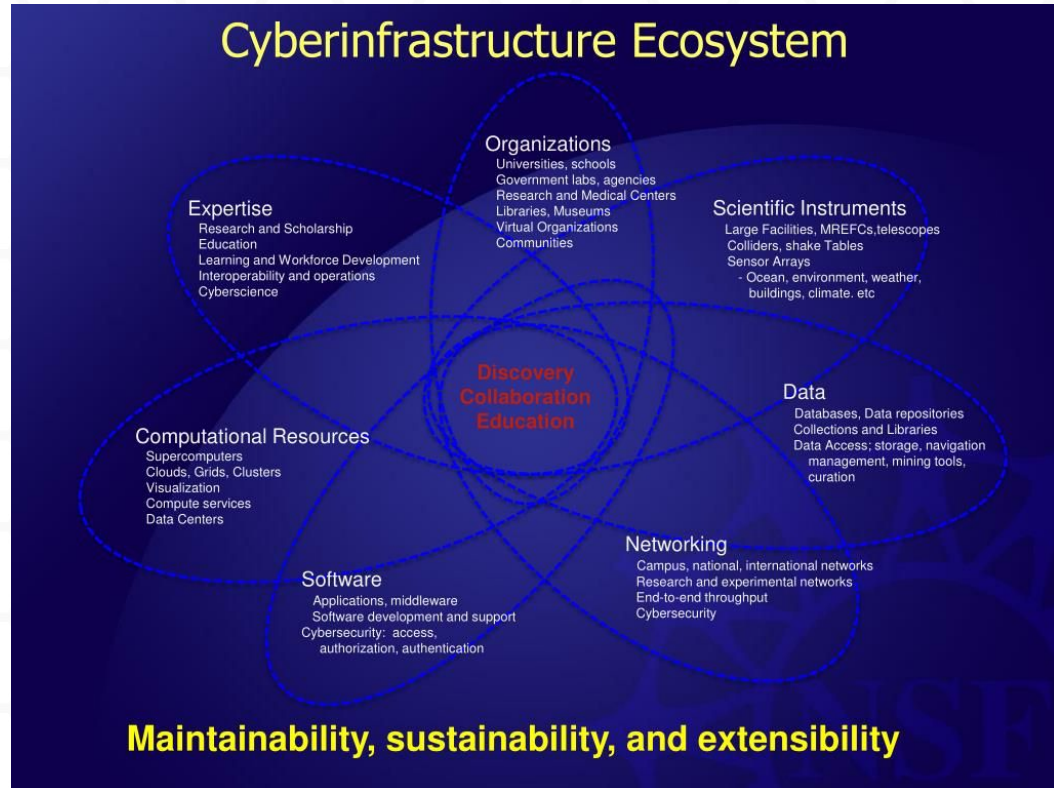 Cyberinfrastructure Ecosystem
Organizations
Universities, schools
Government labs, agencies
Research and Medical Centers
Libraries, Museums
Virtual Organizations
Communities
Expertise
Research and Scholarship
Education
Learning and Workforce Development
Interoperability and operations
Cyberscience
Scientific Instruments
Large Facilities, MREFCs,telescopes
Colliders, shake Tables
Sensor Arrays
- Ocean, environment, weather,
buildings, climate. etc
Discovery
Collaboration
Education
Data
Databases, Data repositories
Collections and Libraries
Data Access; storage, navigation
management, mining tools,
curation
Computational Resources
Supercomputers
Clouds, Grids, Clusters
Visualization
Compute services
Data Centers
Networking
Campus, national, international networks
Research and experimental networks
End-to-end throughput
Cybersecurity
Software
Applications, middleware
Software development and support
Cybersecurity: access,
authorization, authentication
Maintainability, sustainability, and extensibility
NSF